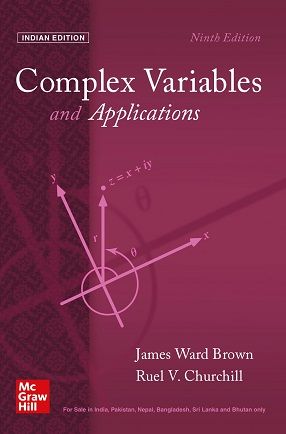 INDIAN EDITION
Ninth Edition
Complex Variables
and Applications
y
z = x + iy
θ
r
θ
x
James Ward Brown
Ruel V. Churchill
Mc
Graw
Hill
For Sale in India, Pakistan, Nepal, Bangladesh, Sri Lanka and Bhutan only